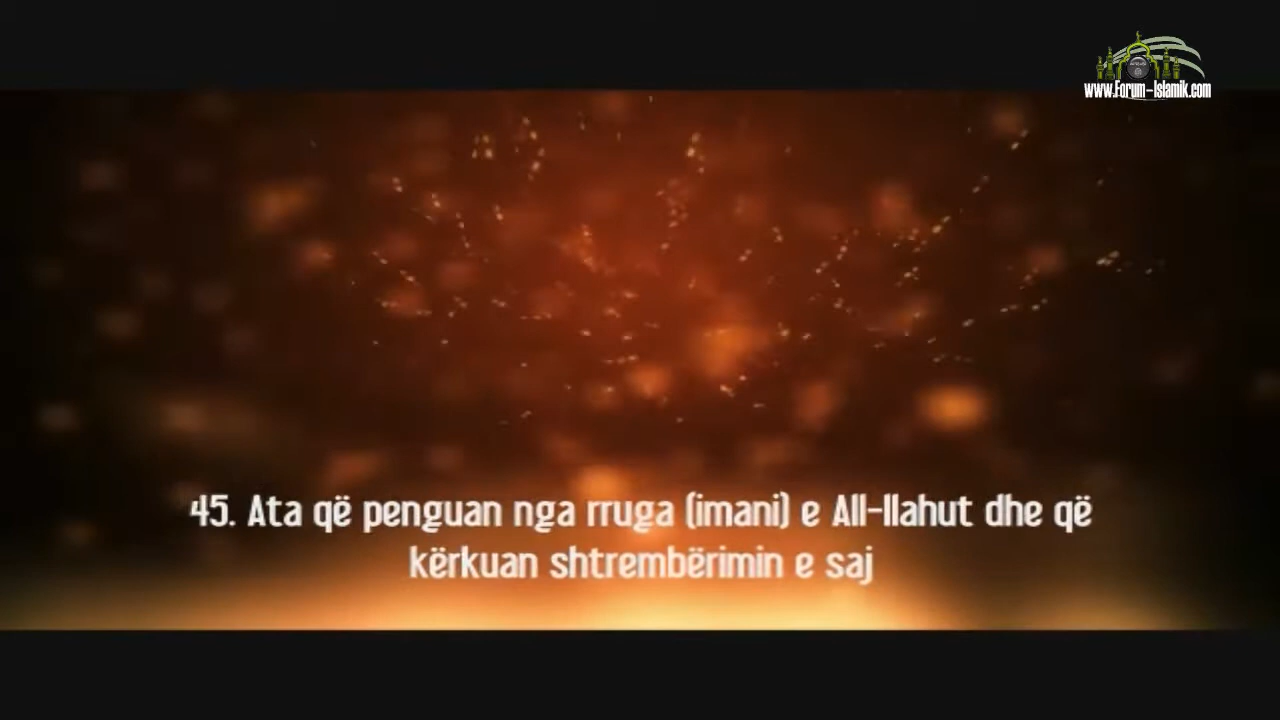 www.Forum-Islamik.com
45. Ata që penguan nga rruga (imani) e All-llahut dhe që
kërkuan shtrembërimin e saj